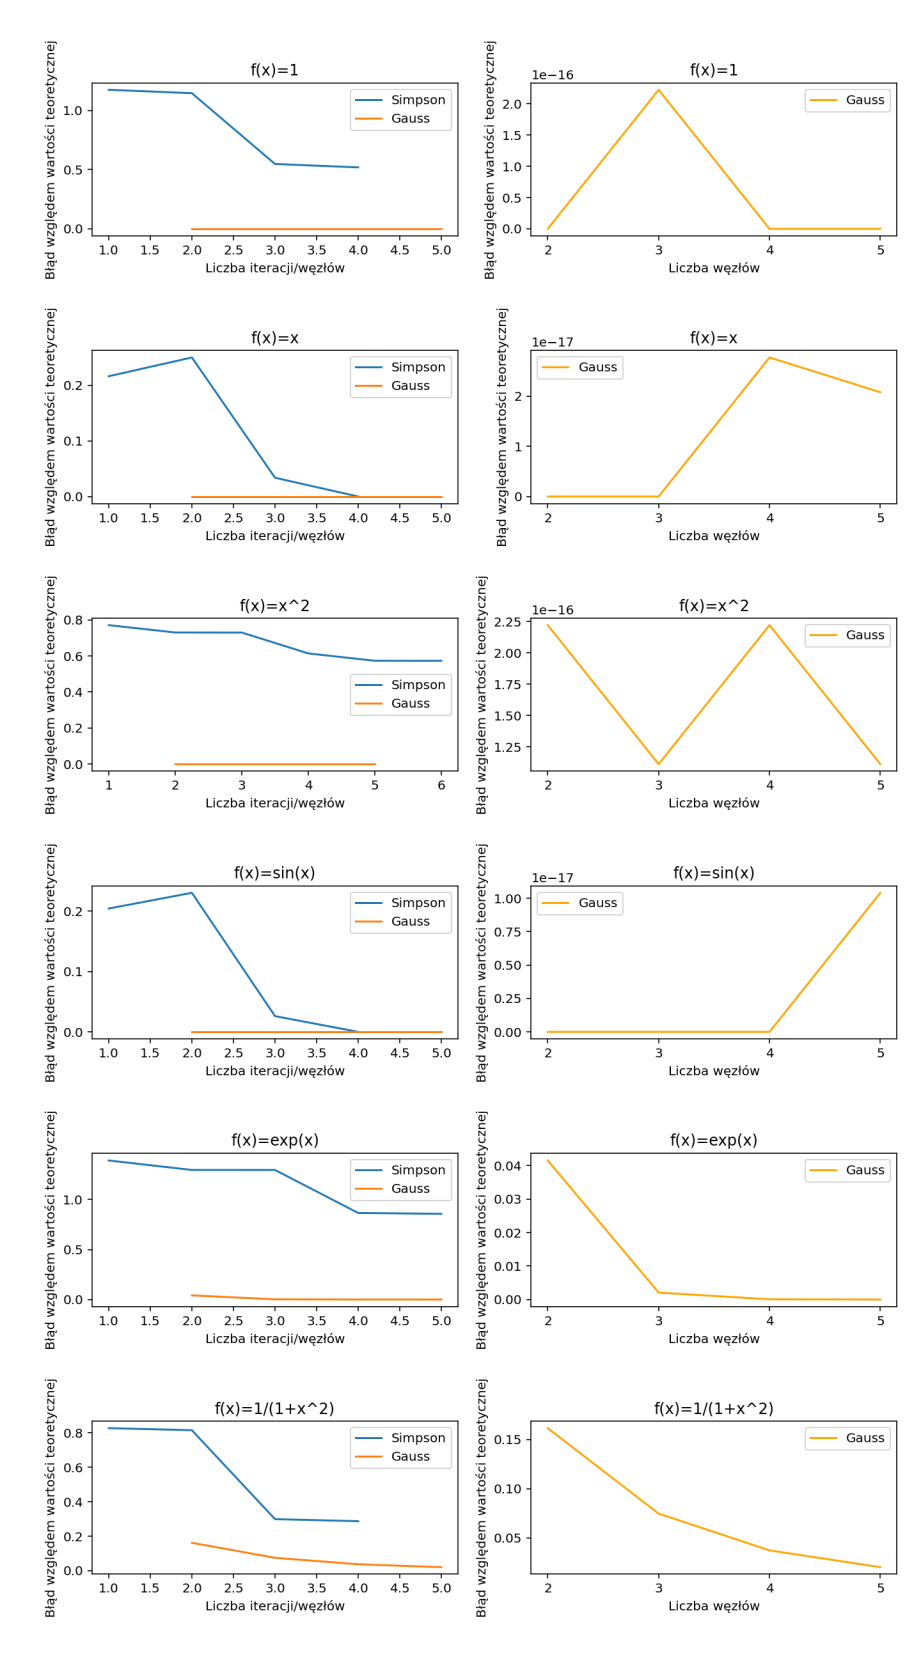 f(x)=1
Błąd względem wartości teoretycznej
1.0
0.5
0.0
Simpson
Gauss
1.0 1.5 2.0 2.5 3.0 3.5 4.0 4.5 5.0
Liczba iteracji/węzłów
f(x)=1
1e−16
Błąd względem wartości teoretycznej
2.0
1.5
1.0
0.5
0.0
Gauss
2 3 4 5
Liczba węzłów
f(x)=x
Błąd względem wartości teoretycznej
0.2
0.1
0.0
Simpson
Gauss
1.0 1.5 2.0 2.5 3.0 3.5 4.0 4.5 5.0
Liczba iteracji/węzłów
f(x)=x
1e−17
Błąd względem wartości teoretycznej
2
1
0
Gauss
2 3 4 5
Liczba węzłów
f(x)=x^2
Błąd względem wartości teoretycznej
0.8
0.6
0.4
0.2
0.0
Simpson
Gauss
1 2 3 4 5 6
Liczba iteracji/węzłów
f(x)=x^2
1e−16
Błąd względem wartości teoretycznej
2.25
2.00
1.75
1.50
1.25
Gauss
2 3 4 5
Liczba węzłów
f(x)=sin(x)
Błąd względem wartości teoretycznej
0.2
0.1
0.0
Simpson
Gauss
1.0 1.5 2.0 2.5 3.0 3.5 4.0 4.5 5.0
Liczba iteracji/węzłów
f(x)=sin(x)
1e−17
Błąd względem wartości teoretycznej
1.00
0.75
0.50
0.25
0.00
Gauss
2 3 4 5
Liczba węzłów
f(x)=exp(x)
Błąd względem wartości teoretycznej
1.0
0.5
0.0
Simpson
Gauss
1.0 1.5 2.0 2.5 3.0 3.5 4.0 4.5 5.0
Liczba iteracji/węzłów
f(x)=exp(x)
Błąd względem wartości teoretycznej
0.04
0.03
0.02
0.01
0.00
Gauss
2 3 4 5
Liczba węzłów
f(x)=1/(1+x^2)
Błąd względem wartości teoretycznej
0.8
0.6
0.4
0.2
0.0
Simpson
Gauss
1.0 1.5 2.0 2.5 3.0 3.5 4.0 4.5 5.0
Liczba iteracji/węzłów
f(x)=1/(1+x^2)
Błąd względem wartości teoretycznej
0.15
0.10
0.05
Gauss
2 3 4 5
Liczba węzłów